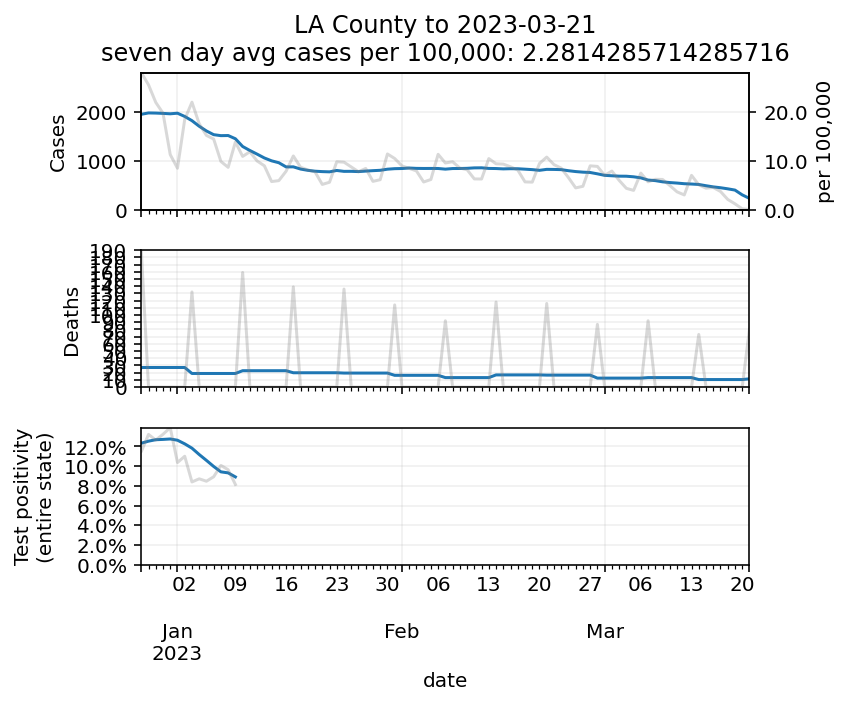 LA County to 2023-03-21
seven day avg cases per 100,000: 2.2814285714285716
Cases
2000
1000
0
20.0
10.0
0.0
per 100,000
Deaths
190
0
Test positivity
(entire state)
12.0%
10.0%
8.0%
6.0%
4.0%
2.0%
0.0%
02 09 16 23 30 06 13 20 27 06 13 20
Jan Feb Mar
2023
date